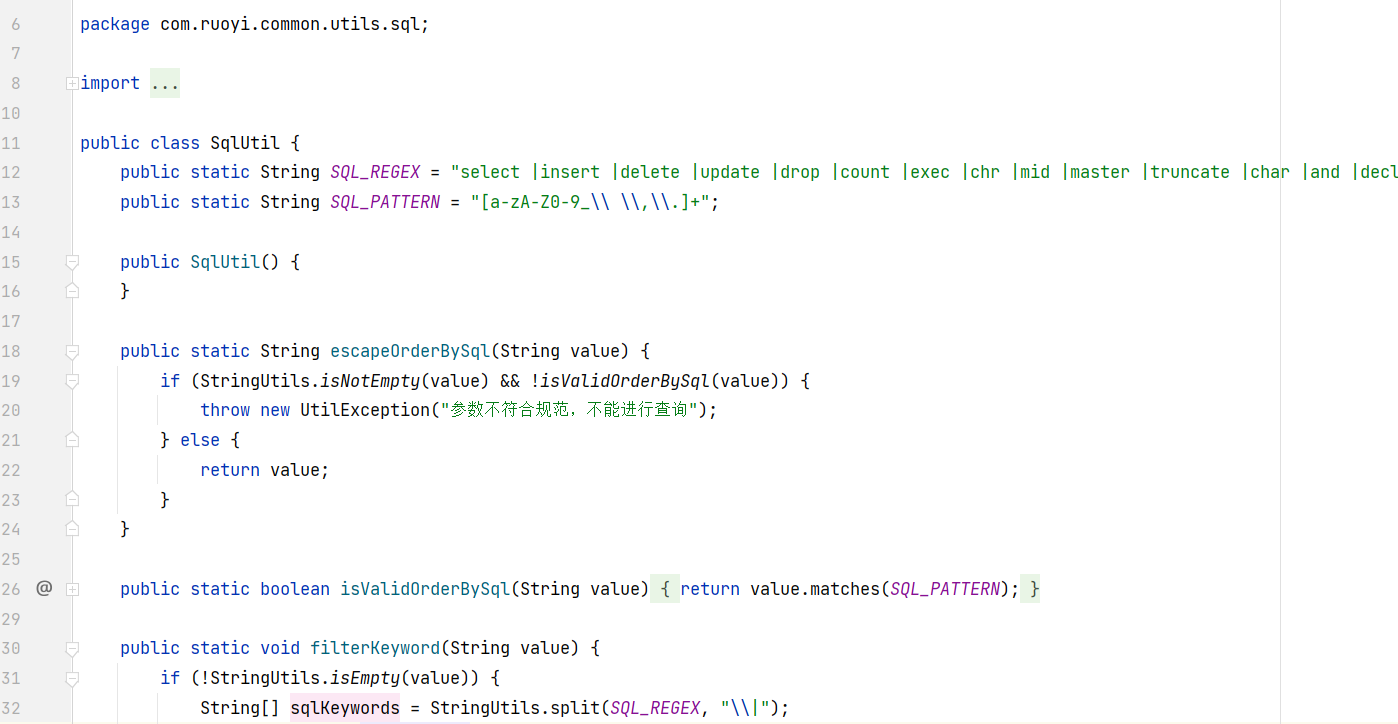 6 package com.ruoyi.common.utils.sql;
7
8 import ...
10
11 public class SqlUtil {
12 public static String SQL_REGEX = "select |insert |delete |update |drop |count |exec |chr |mid |master |truncate |char |and |decl
13 public static String SQL_PATTERN = "[a-zA-Z0-9_\\ \\,\\.]+";
14
15 public SqlUtil() {
16 }
17
18 public static String escapeOrderBySql(String value) {
19 if (StringUtils.isNotEmpty(value) && !isValidOrderBySql(value)) {
20 throw new UtilException("参数不符合规范，不能进行查询");
21 } else {
22 return value;
23 }
24 }
25
26 @ public static boolean isValidOrderBySql(String value) { return value.matches(SQL_PATTERN); }
29
30 public static void filterKeyword(String value) {
31 if (!StringUtils.isEmpty(value)) {
32 String[] sqlKeywords = StringUtils.split(SQL_REGEX, "\\|");